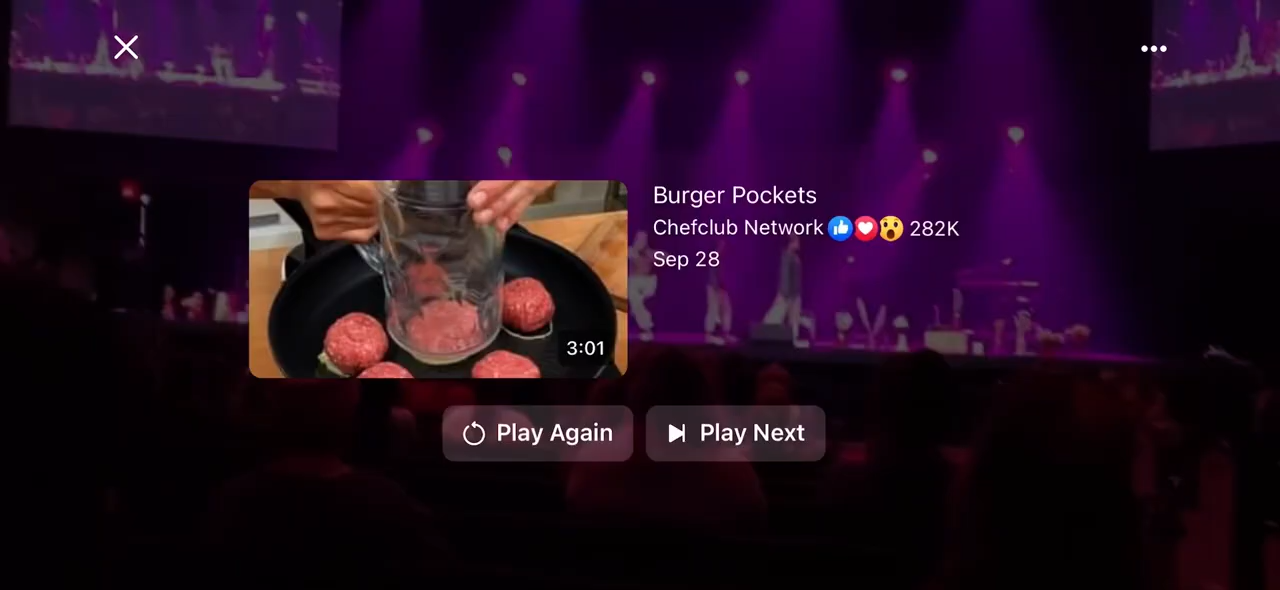 Burger Pockets
Chefclub Network 282K
Sep 28
3:01
Play Again
Play Next